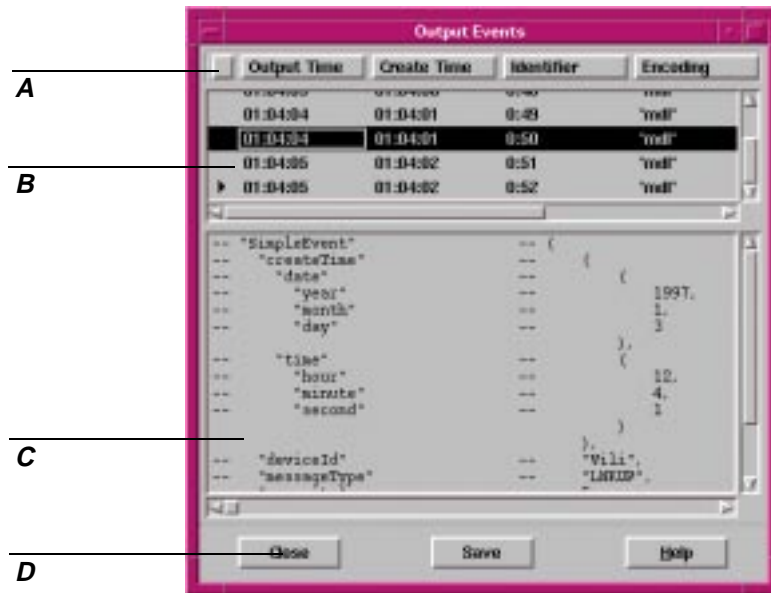 Output Events
Output Time Create Time Identifier Encoding
A
01:04:04 01:04:01 0:49 "mdl"
01:04:04 01:04:01 0:50 "mdl"
B
01:04:05 01:04:02 0:51 "mdl"
01:04:05 01:04:02 0:52 "mdl"
-- "SimpleEvent" -- (
-- "createTime" -- (
-- "date" -- (
-- "year" -- 1997,
-- "month" -- 1,
-- "day" -- 3
),
-- "time" -- (
-- "hour" -- 12,
-- "minute" -- 4,
-- "second" -- 1
)
C
),
-- "deviceId" -- "Vili",
-- "messageType" -- "LNKUP",
Close Save Help
D